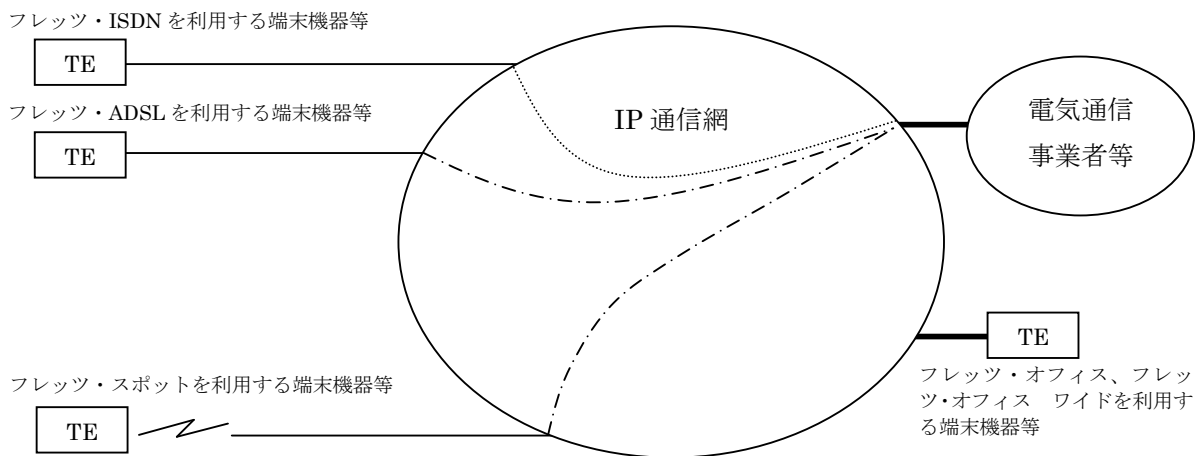 フレッツ・ISDN を利用する端末機器等
TE
フレッツ・ADSL を利用する端末機器等
TE
IP 通信網
電気通信
事業者等
フレッツ・スポットを利用する端末機器等
TE
TE
フレッツ・オフィス、フレッ
ツ・オフィス　ワイドを利用す
る端末機器等